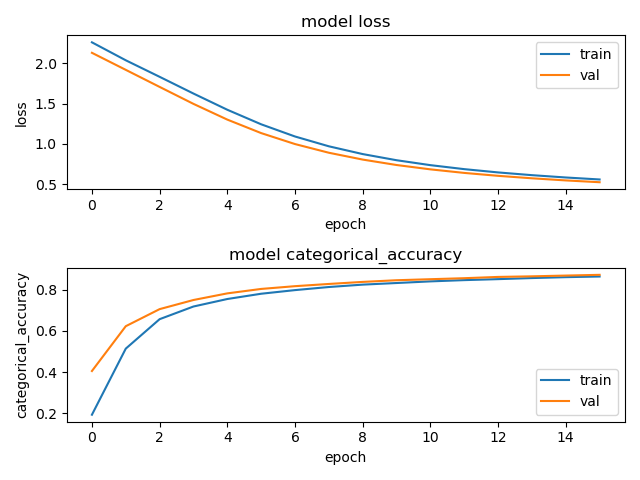 model loss
2.0
1.5
1.0
0.5
loss
train
val
0 2 4 6 8 10 12 14
epoch
model categorical_accuracy
0.8
0.6
0.4
0.2
categorical_accuracy
train
val
0 2 4 6 8 10 12 14
epoch